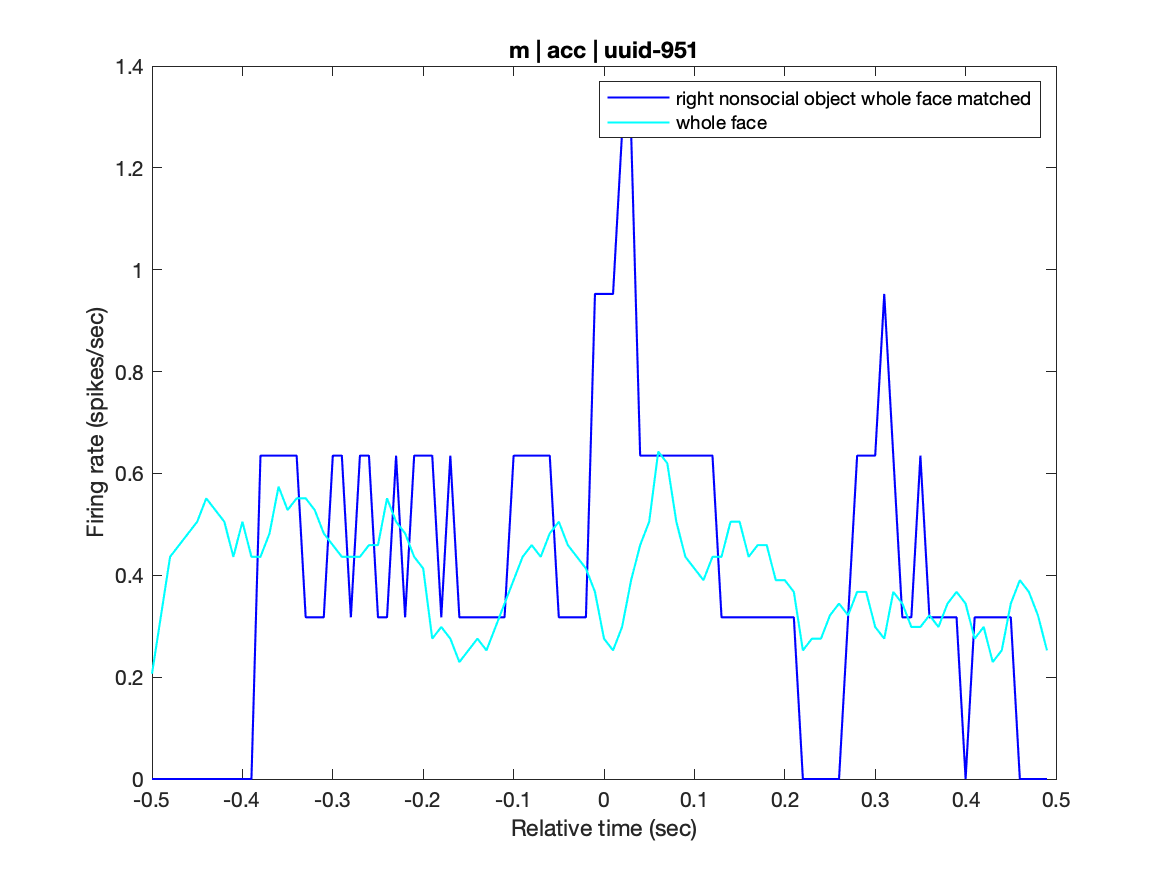 m | acc | uuid-951
1.4
1.2
1
0.8
0.6
0.4
0.2
0
Firing rate (spikes/sec)
right nonsocial object whole face matched
whole face
-0.5 -0.4 -0.3 -0.2 -0.1 0 0.1 0.2 0.3 0.4 0.5
Relative time (sec)